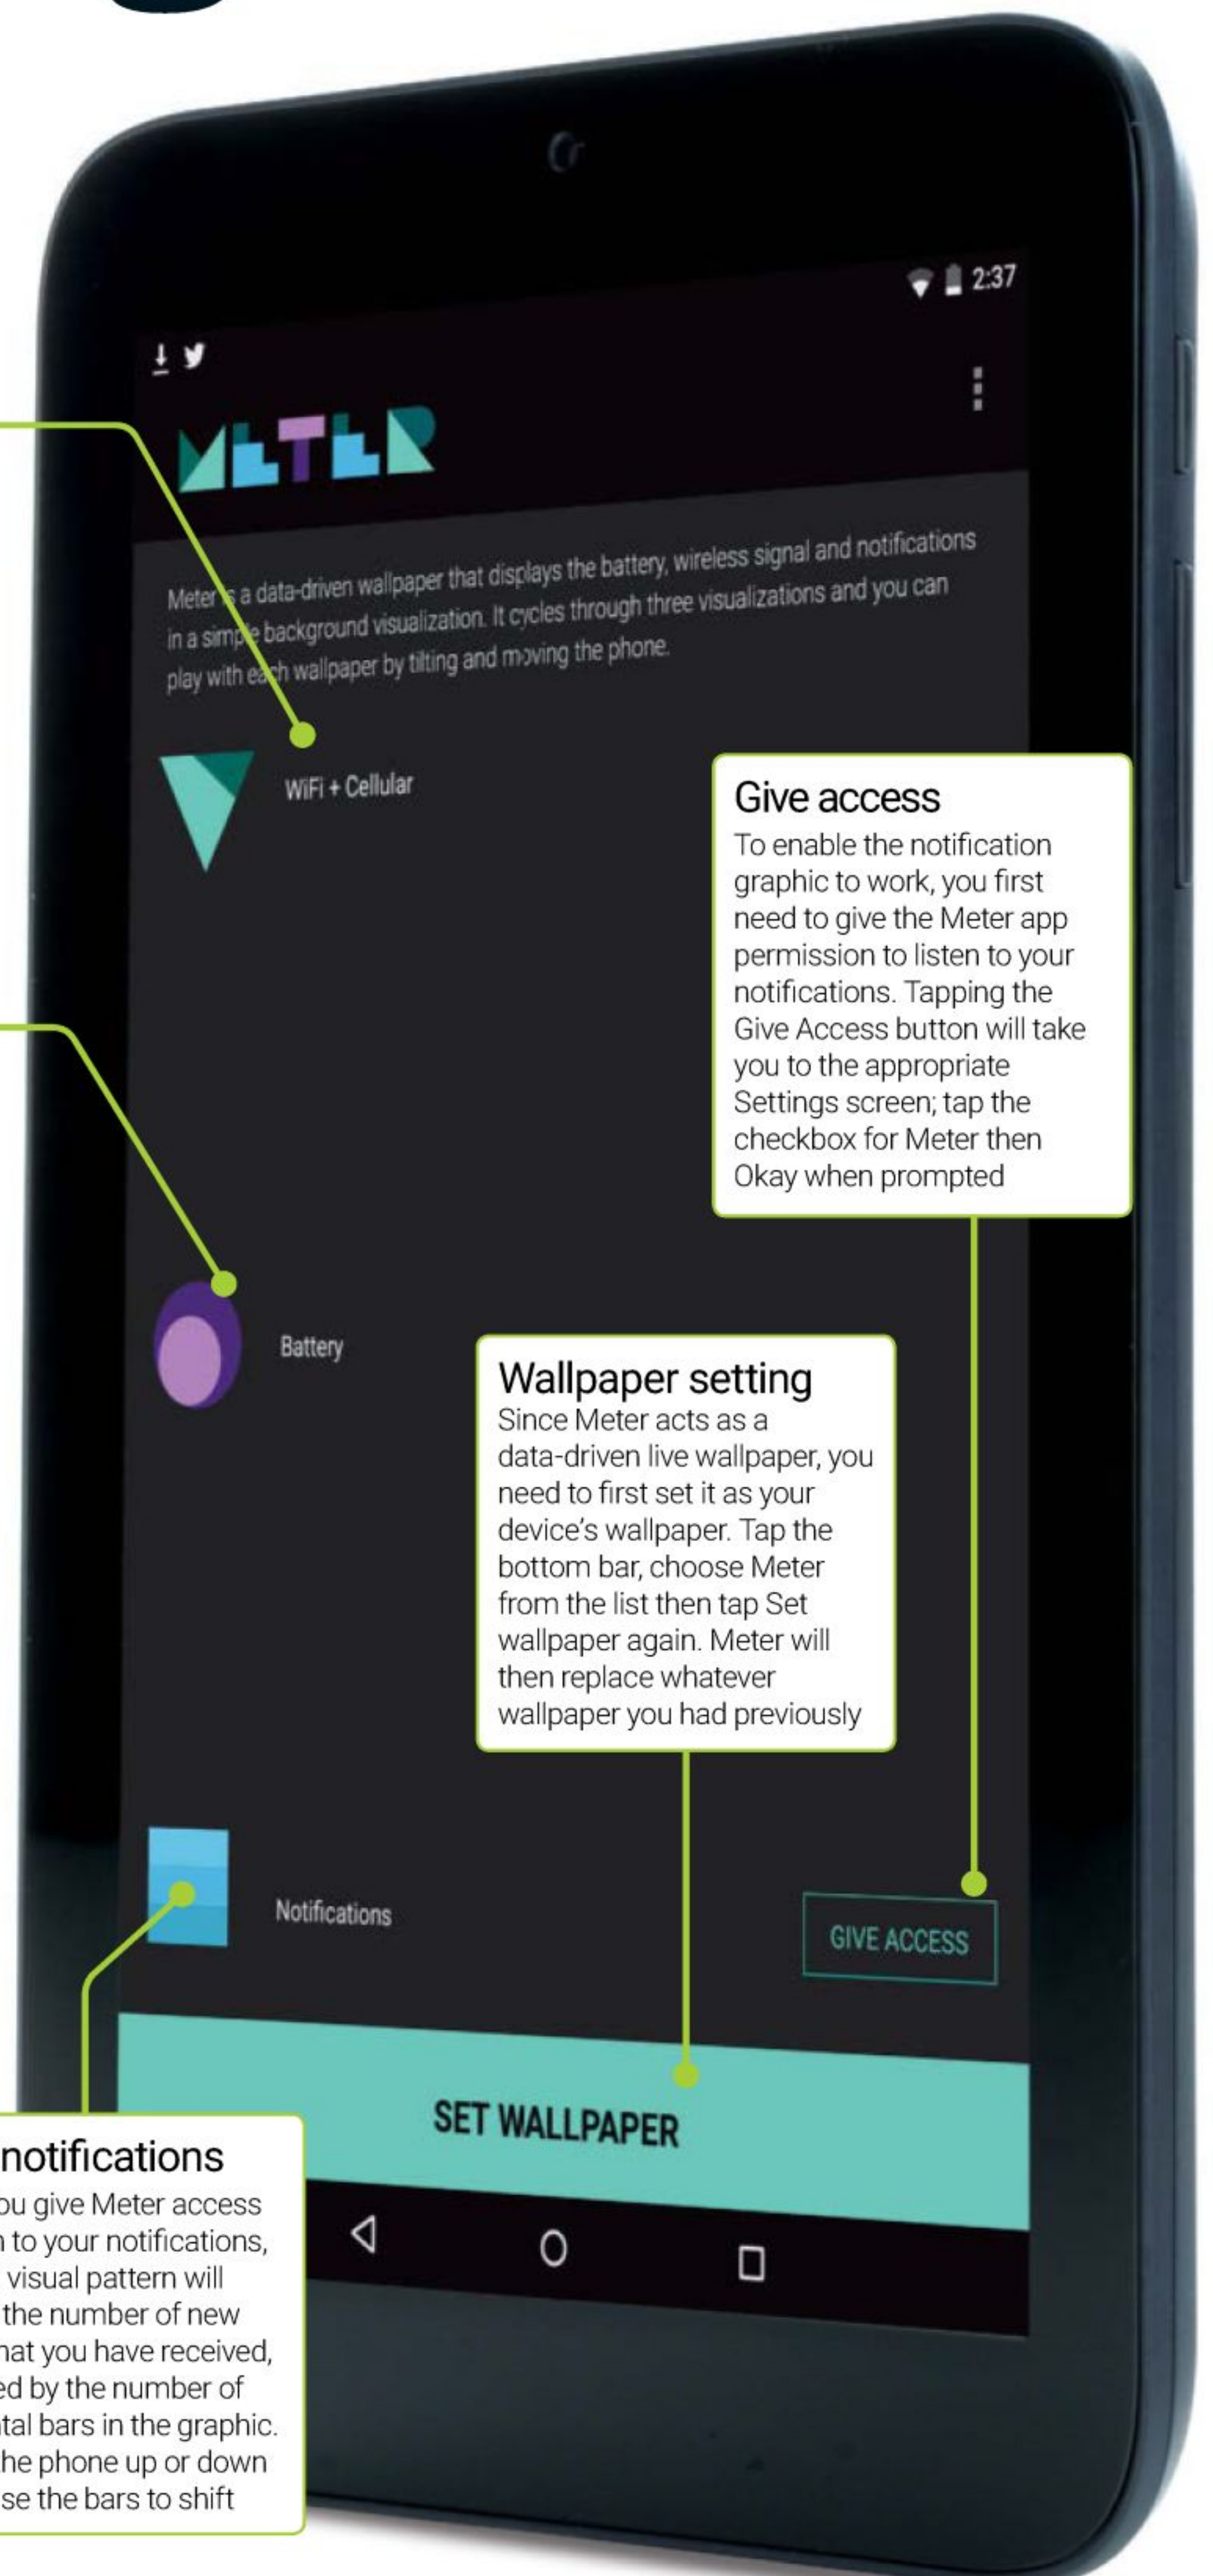 2:37
METER
Meter is a data-driven wallpaper that displays the battery, wireless signal and notifications
in a simple background visualization. It cycles through three visualizations and you can
play with each wallpaper by tilting and moving the phone.
WiFi + Cellular
Give access
To enable the notification
graphic to work, you first
need to give the Meter app
permission to listen to your
notifications. Tapping the
Give Access button will take
you to the appropriate
Settings screen; tap the
checkbox for Meter then
Okay when prompted
Battery
Wallpaper setting
Since Meter acts as a
data-driven live wallpaper, you
need to first set it as your
device's wallpaper. Tap the
bottom bar, choose Meter
from the list then tap Set
wallpaper again. Meter will
then replace whatever
wallpaper you had previously
Notifications
GIVE ACCESS
SET WALLPAPER
notifications
give Meter access
to your notifications,
visual pattern will
the number of new
you have received,
by the number of
bars in the graphic.
the phone up or down
the bars to shift